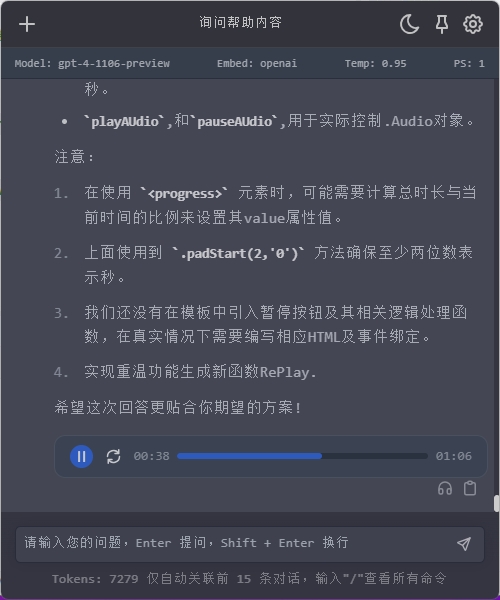 询问帮助内容
Model: gpt-4-1106-preview Embed: openai Temp: 0.95 PS: 1
秒。
• `playAUdio`,和`pauseAUdio`,用于实际控制.Audio对象。
注意：
1. 在使用 `<progress>` 元素时，可能需要计算总时长与当
前时间的比例来设置其value属性值。
2. 上面使用到 `.padStart(2,'0')` 方法确保至少两位数表
示秒。
3. 我们还没有在模板中引入暂停按钮及其相关逻辑处理函
数，在真实情况下需要编写相应HTML及事件绑定。
4. 实现重温功能生成新函数RePlay.
希望这次回答更贴合你期望的方案！
00:38 01:06
请输入您的问题，Enter 提问，Shift + Enter 换行
Tokens: 7279 仅自动关联前 15 条对话，输入"/"查看所有命令